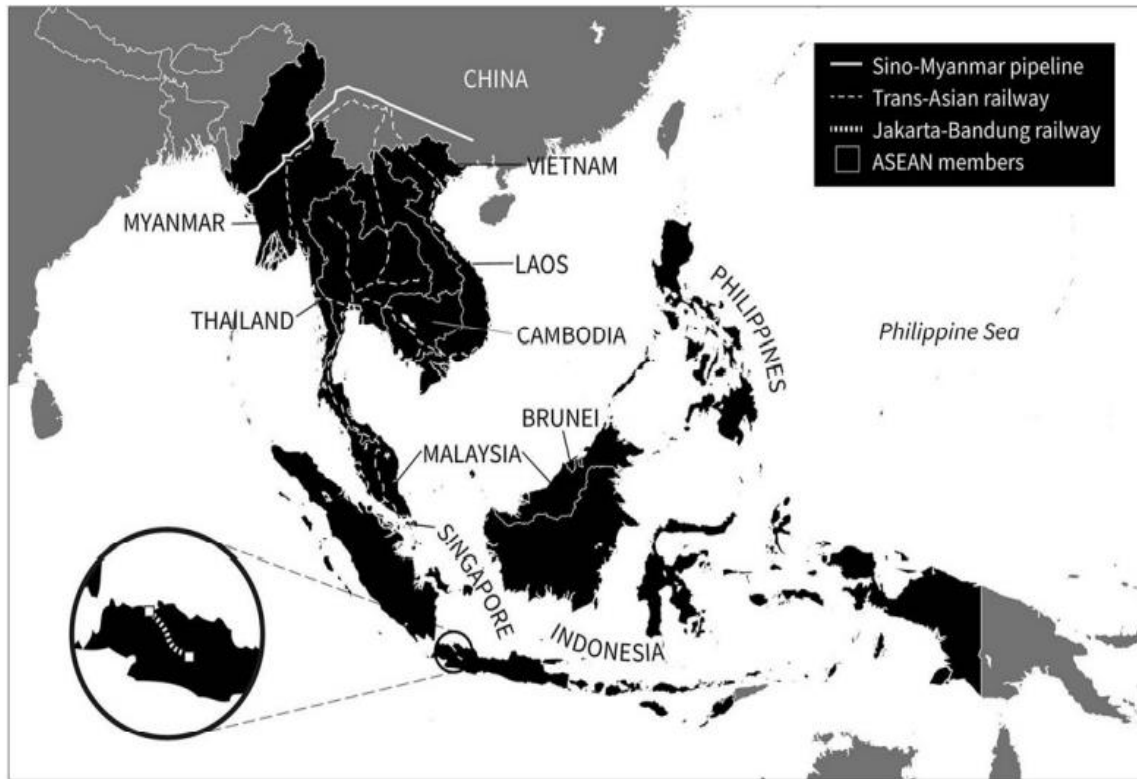 CHINA
Sino-Myanmar pipeline
Trans-Asian railway
Jakarta-Bandung railway
ASEAN members
VIETNAM
MYANMAR
LAOS
PHILIPPINES
THAILAND
CAMBODIA
Philippine Sea
BRUNEI
MALAYSIA
SINGAPORE
INDONESIA